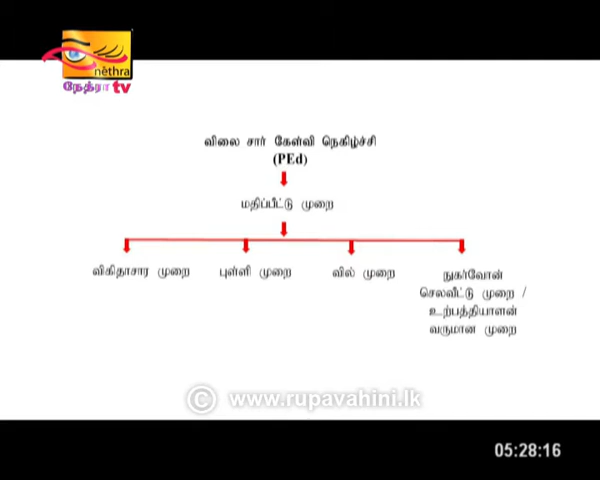 nethra
நேத்ரா tv
விலை சார் கேள்வி நெகிழ்ச்சி
(PEd)
மதிப்பீட்டு முறை
விகிதாசார முறை
புள்ளி முறை
வில் முறை
நுகர்வோன்
செலவீட்டு முறை /
உற்பத்தியாளன்
வருமான முறை
© www.rupavahini.lk
05:28:16